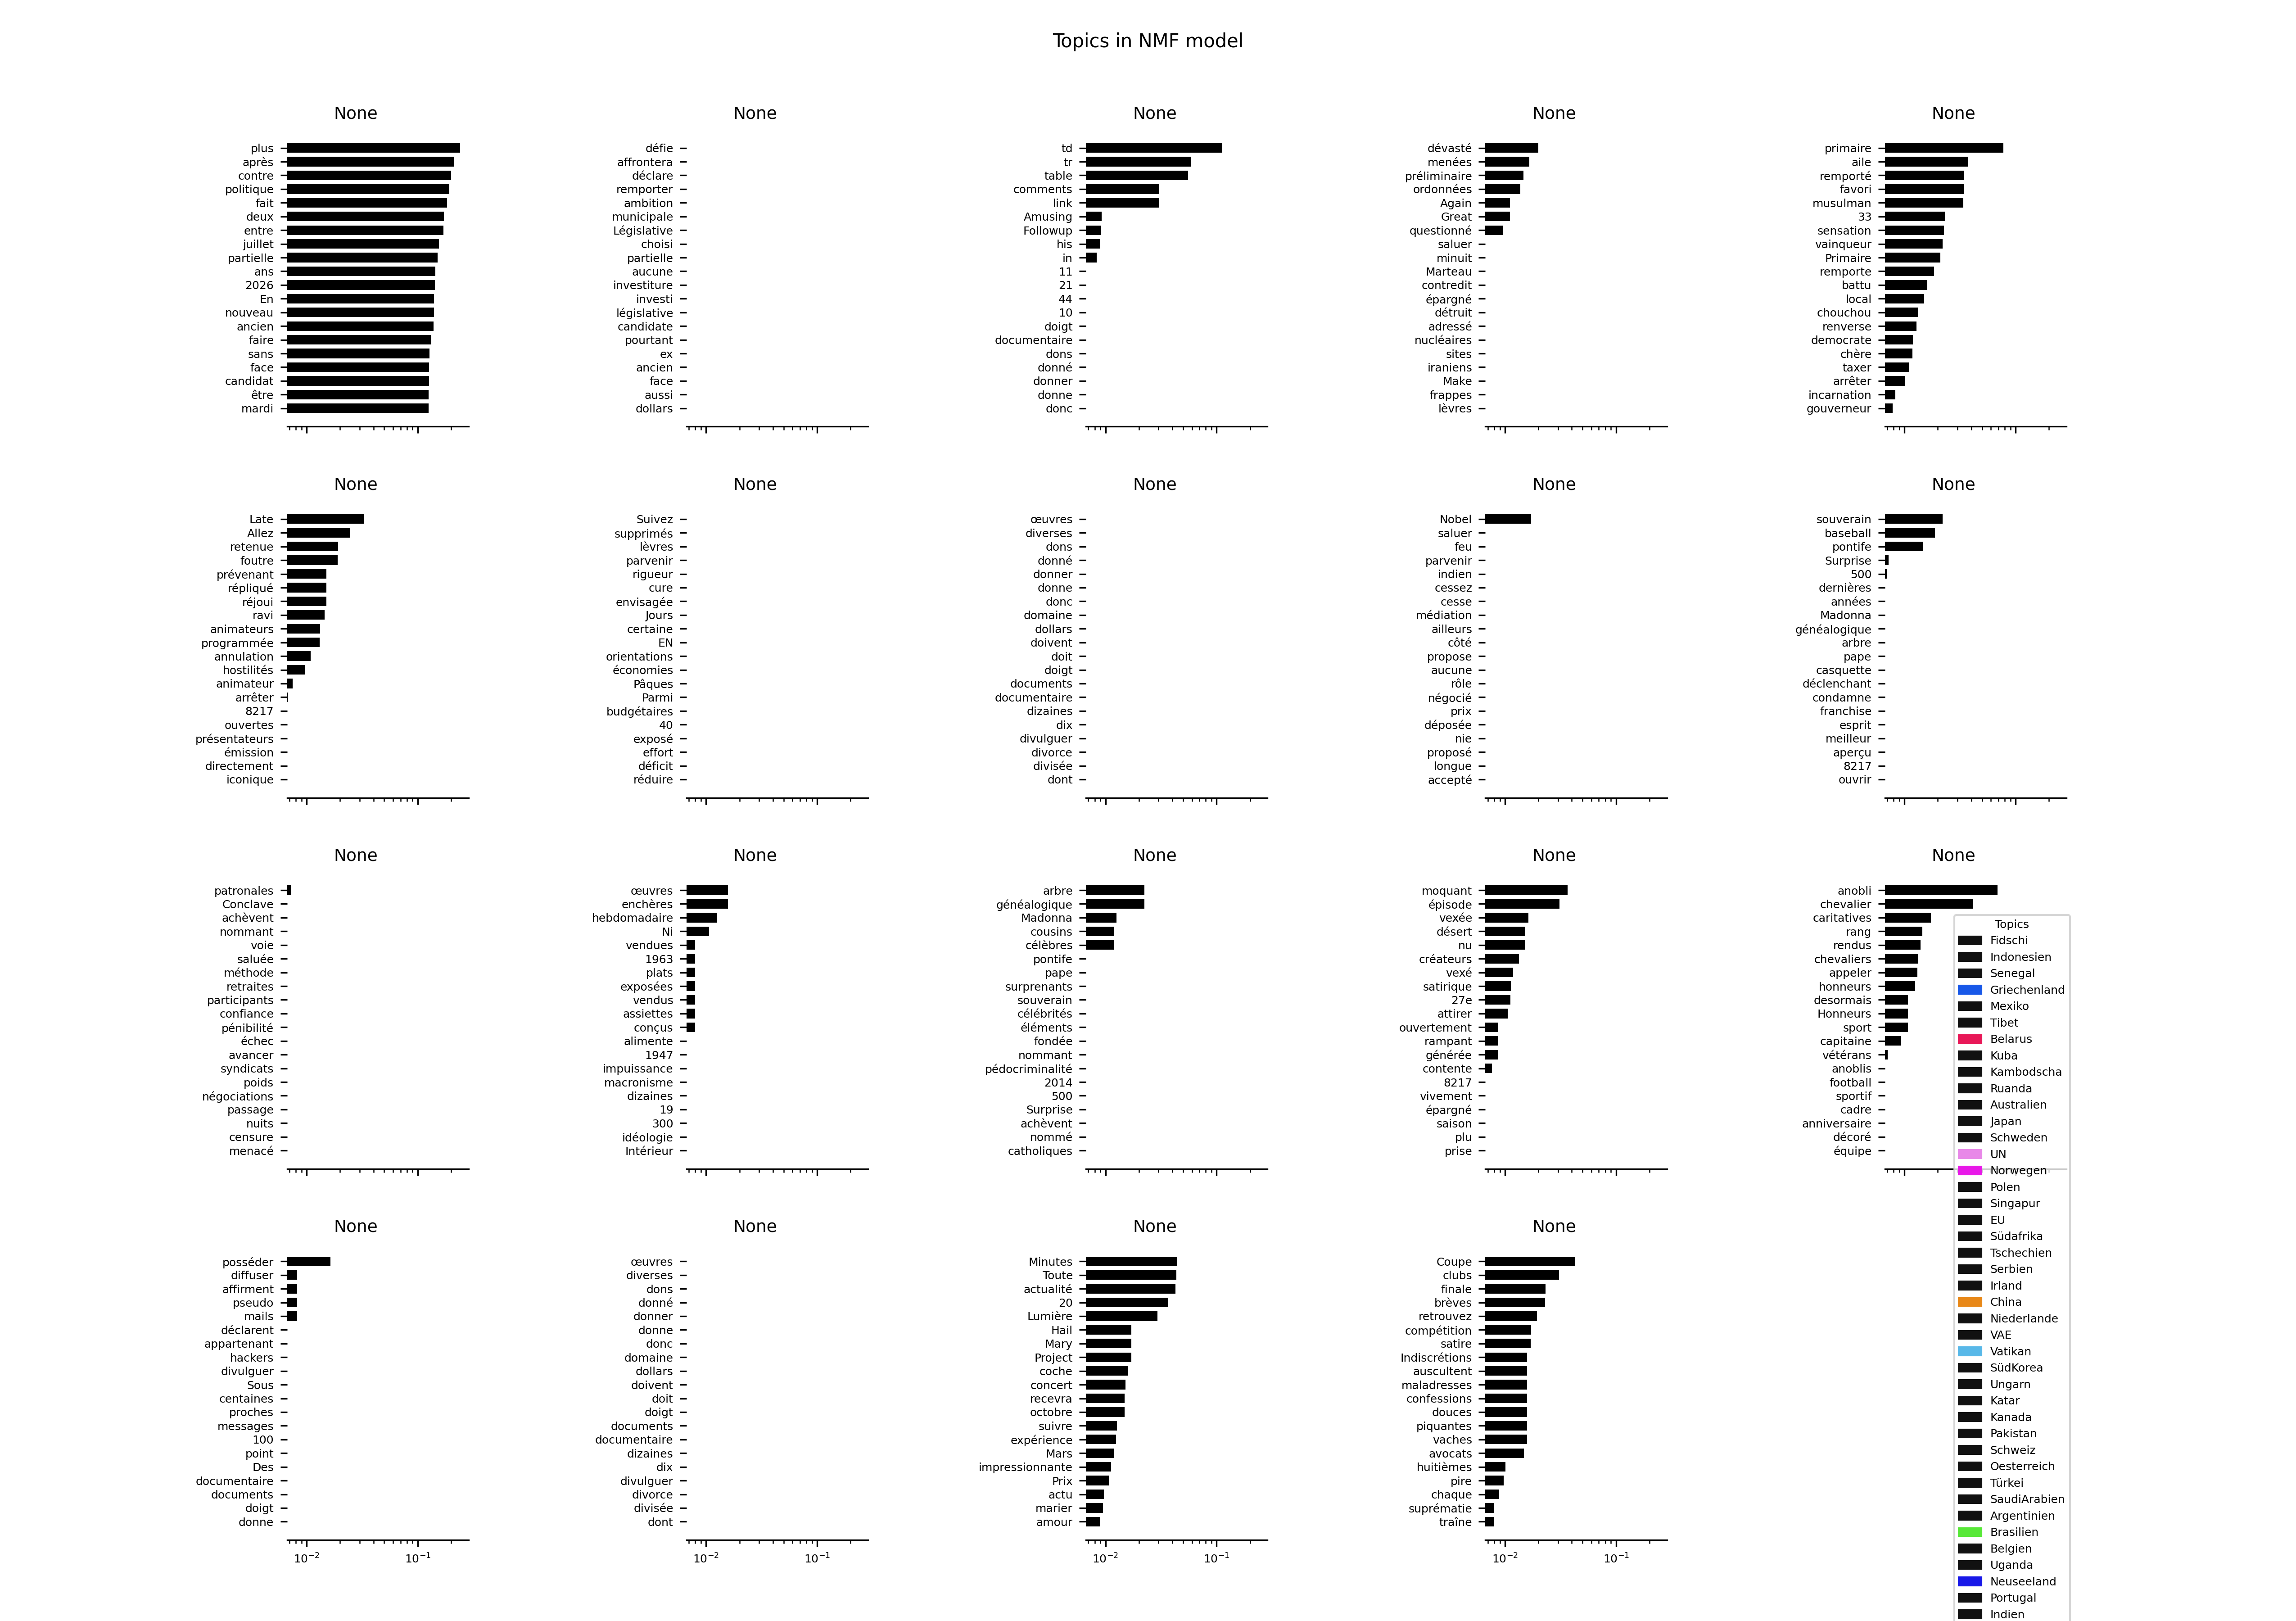 Topics in NMF model
None
plus
après
contre
politique
fait
deux
entre
juillet
partielle
ans
2026
En
nouveau
ancien
faire
sans
face
candidat
être
mardi
None
défie
affrontera
déclare
remporter
ambition
municipale
Législative
choisi
partielle
aucune
investiture
investi
législative
candidate
pourtant
ex
ancien
face
aussi
dollars
None
td
tr
table
comments
link
Amusing
Followup
his
in
11
21
44
10
doigt
documentaire
dons
donné
donner
donne
donc
None
dévasté
menées
préliminaire
ordonnées
Again
Great
questionné
saluer
minuit
Marteau
contredit
épargné
détruit
adressé
nucléaires
sites
iraniens
Make
frappes
lèvres
None
primaire
aile
remporté
favori
musulman
33
sensation
vainqueur
Primaire
remporte
battu
local
chouchou
renverse
democrate
chère
taxer
arrêter
incarnation
gouverneur
None
Late
Allez
retenue
foutre
prévenant
répliqué
réjoui
ravi
animateurs
programmée
annulation
hostilités
animateur
arrêter
8217
ouvertes
présentateurs
émission
directement
iconique
None
Suivez
supprimés
lèvres
parvenir
rigueur
cure
envisagée
Jours
certaine
EN
orientations
économies
Pâques
Parmi
budgétaires
40
exposé
effort
déficit
réduire
None
œuvres
diverses
dons
donné
donner
donne
donc
domaine
dollars
doivent
doit
doigt
documents
documentaire
dizaines
dix
divulguer
divorce
divisée
dont
None
Nobel
saluer
feu
parvenir
indien
cessez
cesse
médiation
ailleurs
côté
propose
aucune
rôle
négocié
prix
déposée
nie
proposé
longue
accepté
None
souverain
baseball
pontife
Surprise
500
dernières
années
Madonna
généalogique
arbre
pape
casquette
déclenchant
condamne
franchise
esprit
meilleur
aperçu
8217
ouvrir
None
patronales
Conclave
achèvent
nommant
voie
saluée
méthode
retraites
participants
confiance
pénibilité
échec
avancer
syndicats
poids
négociations
passage
nuits
censure
menacé
None
œuvres
enchères
hebdomadaire
Ni
vendues
1963
plats
exposées
vendus
assiettes
conçus
alimente
1947
impuissance
macronisme
dizaines
19
300
idéologie
Intérieur
None
arbre
généalogique
Madonna
cousins
célèbres
pontife
pape
surprenants
souverain
célébrités
éléments
fondée
nommant
pédocriminalité
2014
500
Surprise
achèvent
nommé
catholiques
None
moquant
épisode
vexée
désert
nu
créateurs
vexé
satirique
27e
attirer
ouvertement
rampant
générée
contente
8217
vivement
épargné
saison
plu
prise
None
anobli
chevalier
caritatives
rang
rendus
chevaliers
appeler
honneurs
desormais
Honneurs
sport
capitaine
vétérans
anoblis
football
sportif
cadre
anniversaire
décoré
équipe
None
posséder
diffuser
affirment
pseudo
mails
déclarent
appartenant
hackers
divulguer
Sous
centaines
proches
messages
100
point
Des
documentaire
documents
doigt
donne
10⁻² 10⁻¹
None
œuvres
diverses
dons
donné
donner
donne
donc
domaine
dollars
doivent
doit
doigt
documents
documentaire
dizaines
dix
divulguer
divorce
divisée
dont
10⁻² 10⁻¹
None
Minutes
Toute
actualité
20
Lumière
Hail
Mary
Project
coche
concert
recevra
octobre
suivre
expérience
Mars
impressionnante
Prix
actu
marier
amour
10⁻² 10⁻¹
None
Coupe
clubs
finale
brèves
retrouvez
compétition
satire
Indiscrétions
auscultent
maladresses
confessions
douces
piquantes
vaches
avocats
huitièmes
pire
chaque
suprématie
traîne
10⁻² 10⁻¹
Topics
Fidschi
Indonesien
Senegal
Griechenland
Mexiko
Tibet
Belarus
Kuba
Kambodscha
Ruanda
Australien
Japan
Schweden
UN
Norwegen
Polen
Singapur
EU
Südafrika
Tschechien
Serbien
Irland
China
Niederlande
VAE
Vatikan
SüdKorea
Ungarn
Katar
Kanada
Pakistan
Schweiz
Oesterreich
Türkei
SaudiArabien
Argentinien
Brasilien
Belgien
Uganda
Neuseeland
Portugal
Indien